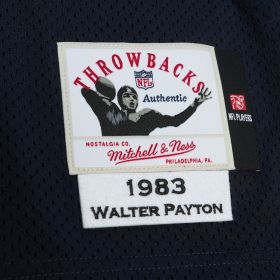 THROWBACKS
NFL
Authentic
NOSTALGIA CO.
Mitchell & Ness
PHILADELPHIA, PA.
NFL PLAYERS
1983
WALTER PAYTON